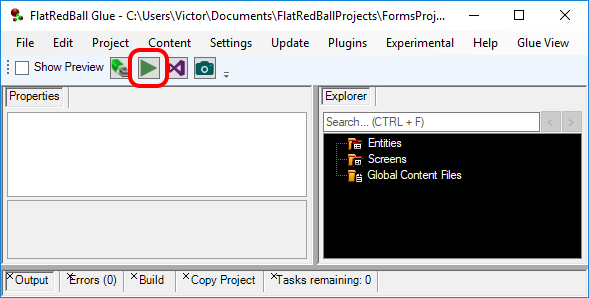 FlatRedBall Glue - C:\Users\Victor\Documents\FlatRedBallProjects\FormsProj...
File Edit Project Content Settings Update Plugins Experimental Help Glue View
Show Preview
Properties
Explorer
Search... (CTRL + F)
< >
Entities
Screens
Global Content Files
Output Errors (0) Build Copy Project Tasks remaining: 0